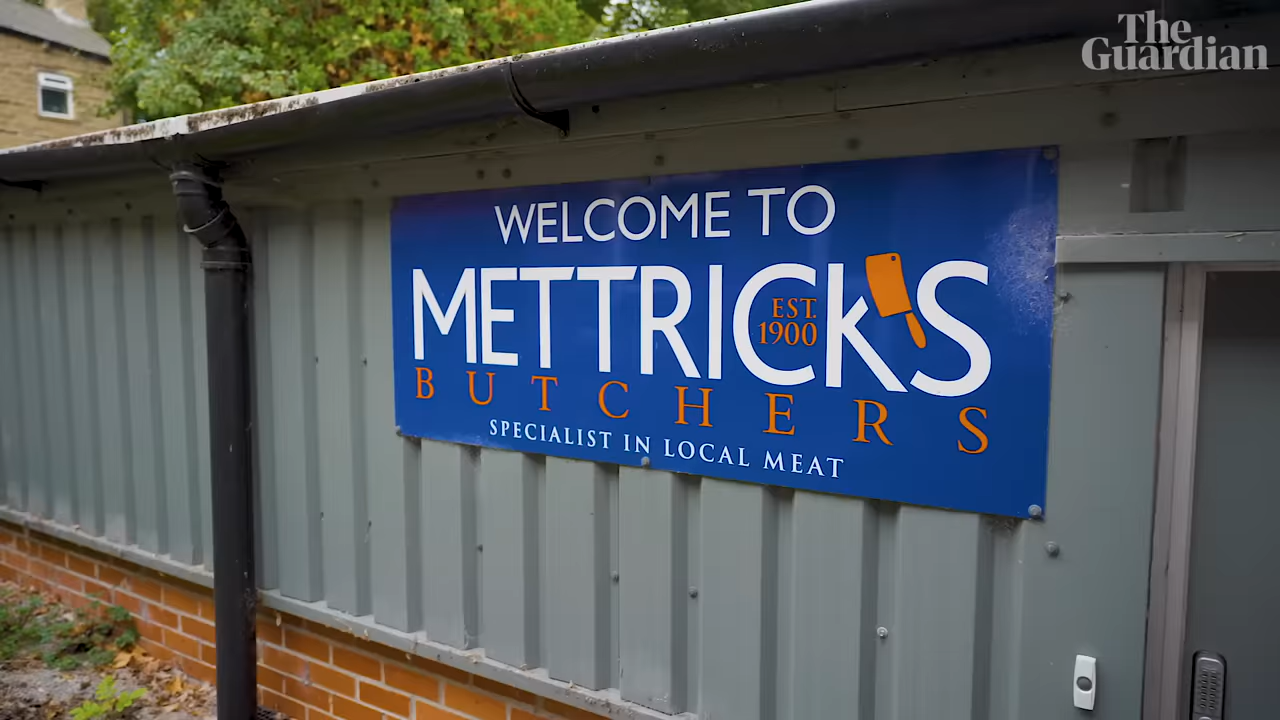 The
Guardian
WELCOME TO
METTRICK'S
EST.
1900
BUTCHERS
SPECIALIST IN LOCAL MEAT